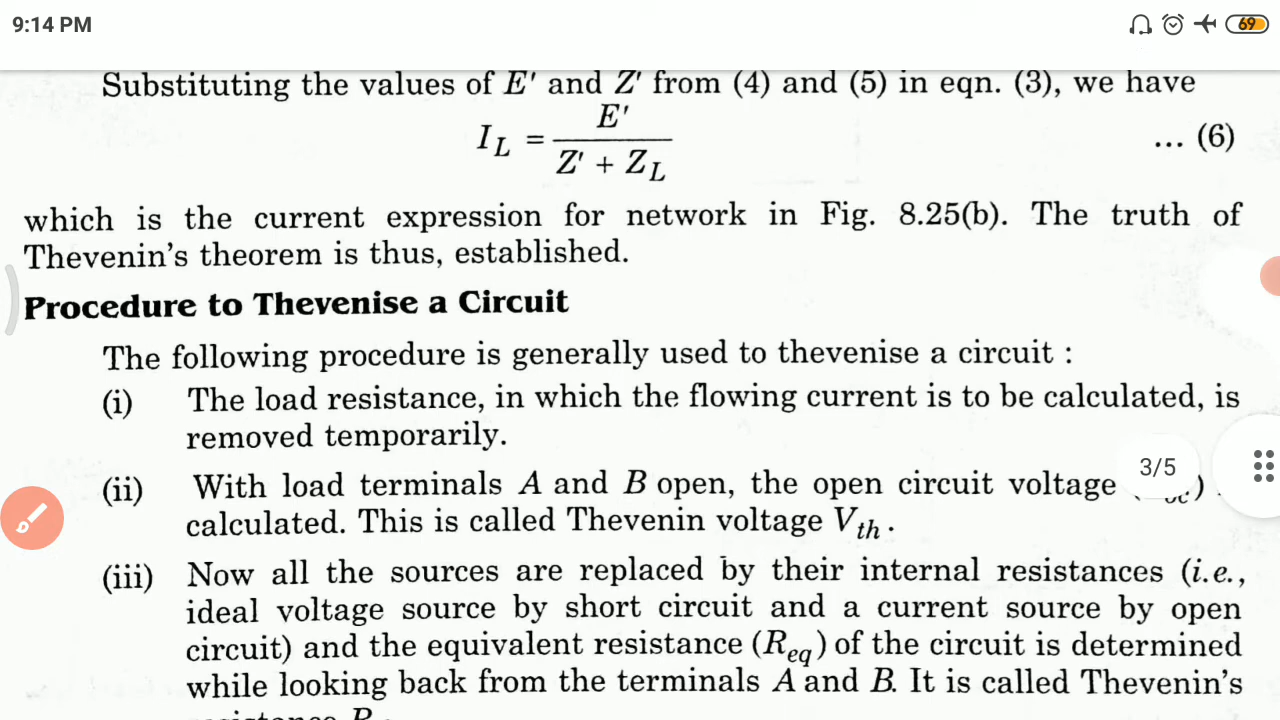 9:14 PM
69
Substituting the values of E' and Z' from (4) and (5) in eqn. (3), we have
I_L = E' / (Z' + Z_L) ... (6)
which is the current expression for network in Fig. 8.25(b). The truth of
Thevenin's theorem is thus, established.
Procedure to Thevenise a Circuit
The following procedure is generally used to thevenise a circuit :
(i) The load resistance, in which the flowing current is to be calculated, is
removed temporarily.
3/5
(ii) With load terminals A and B open, the open circuit voltage
calculated. This is called Thevenin voltage V_th.
(iii) Now all the sources are replaced by their internal resistances (i.e.,
ideal voltage source by short circuit and a current source by open
circuit) and the equivalent resistance (R_eq) of the circuit is determined
while looking back from the terminals A and B. It is called Thevenin's